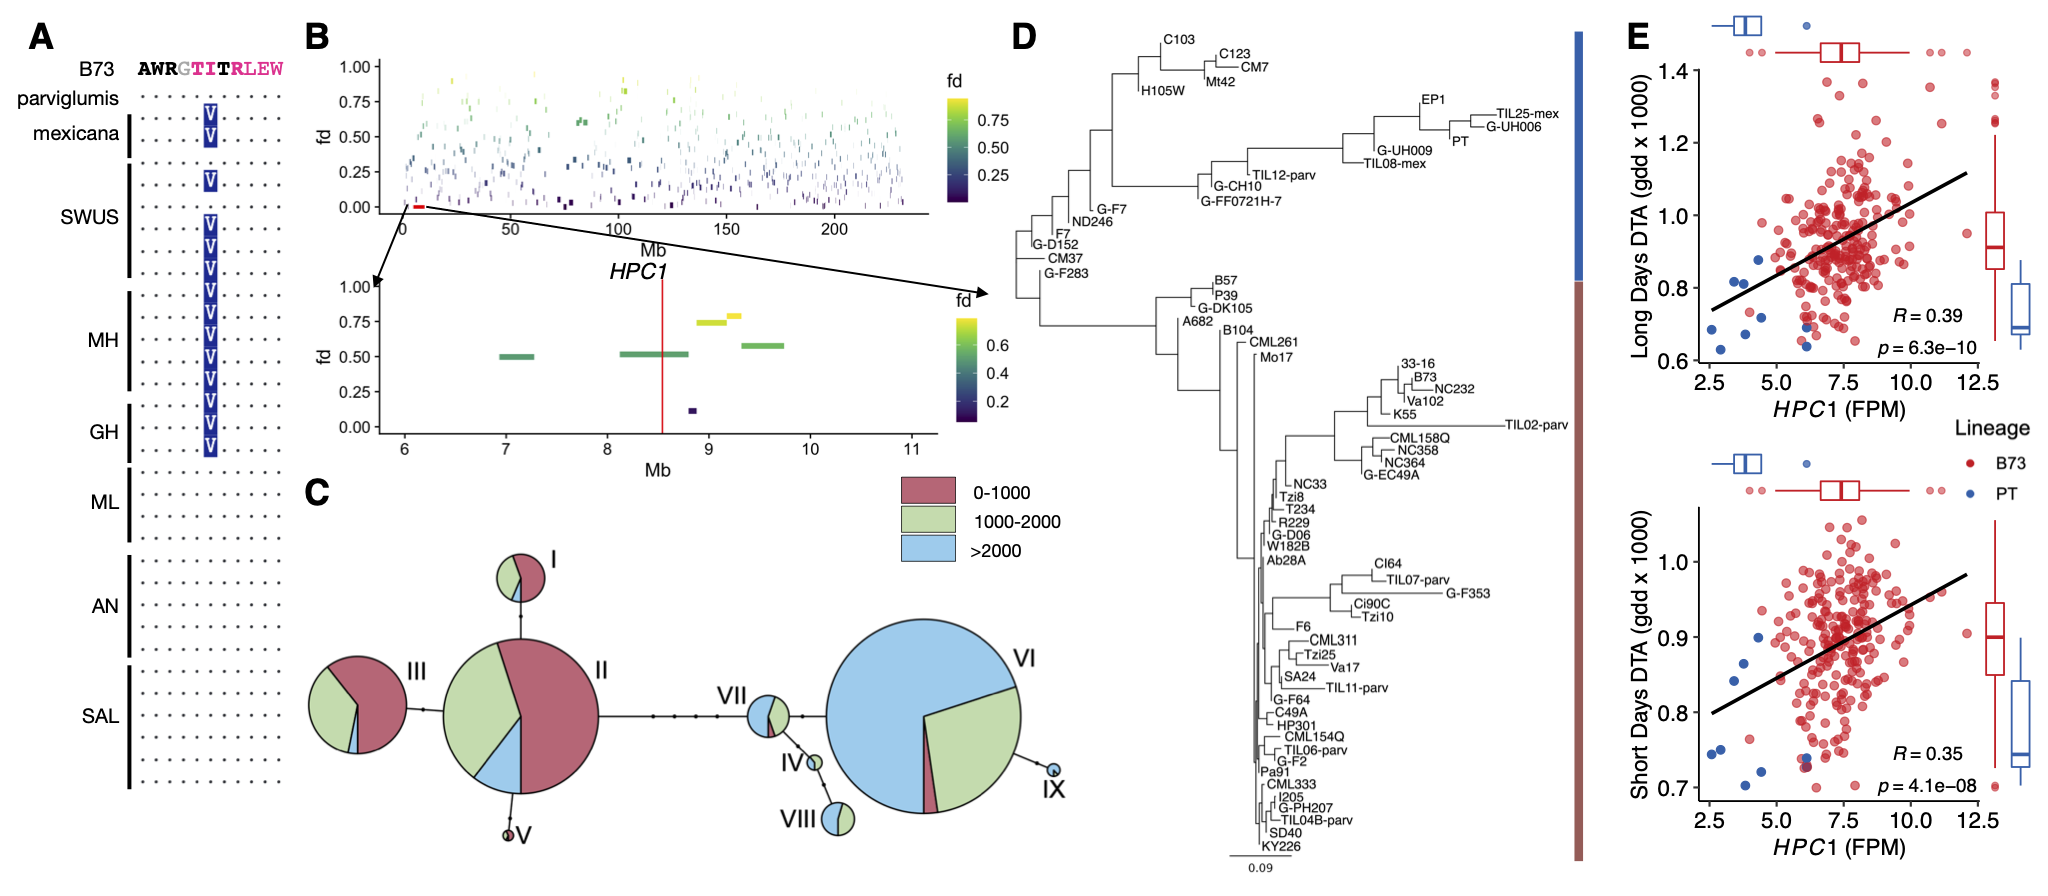 A
B73 AWRGTITRLEW
parviglumis
V
mexicana
V
V
SWUS
V
V
V
V
MH
V
V
V
V
GH
V
V
V
ML
AN
SAL
B
1.00
0.75
0.50
0.25
0.00
fd
0 50 100 150 200
Mb
fd
0.75
0.50
0.25
HPC1
1.00
0.75
0.50
0.25
0.00
fd
6 7 8 9 10 11
Mb
fd
0.6
0.4
0.2
C
0-1000
1000-2000
>2000
I
II
III
V
VII
IV
VIII
VI
IX
D
C103
C123
CM7
Mt42
H105W
EP1
TIL25-mex
G-UH006
PT
G-UH009
TIL08-mex
TIL12-parv
G-CH10
G-FF0721H-7
G-F7
ND246
F7
G-D152
CM37
G-F283
B57
P39
G-DK105
A682
B104
CML261
Mo17
33-16
B73
NC232
Va102
K55
TIL02-parv
CML158Q
NC358
NC364
G-EC49A
NC33
Tzi8
T234
R229
G-D06
W182B
Ab28A
CI64
TIL07-parv
G-F353
Ci90C
Tzi10
F6
CML311
Tzi25
Va17
SA24
TIL11-parv
G-F64
C49A
HP301
CML154Q
TIL06-parv
G-F2
Pa91
CML333
I205
G-PH207
TIL04B-parv
SD40
KY226
0.09
E
Long Days DTA (gdd x 1000)
1.4
1.2
1.0
0.8
0.6
R = 0.39
p = 6.3e−10
2.5 5.0 7.5 10.0 12.5
HPC1 (FPM)
Lineage
B73
PT
Short Days DTA (gdd x 1000)
1.0
0.9
0.8
0.7
R = 0.35
p = 4.1e−08
2.5 5.0 7.5 10.0 12.5
HPC1 (FPM)